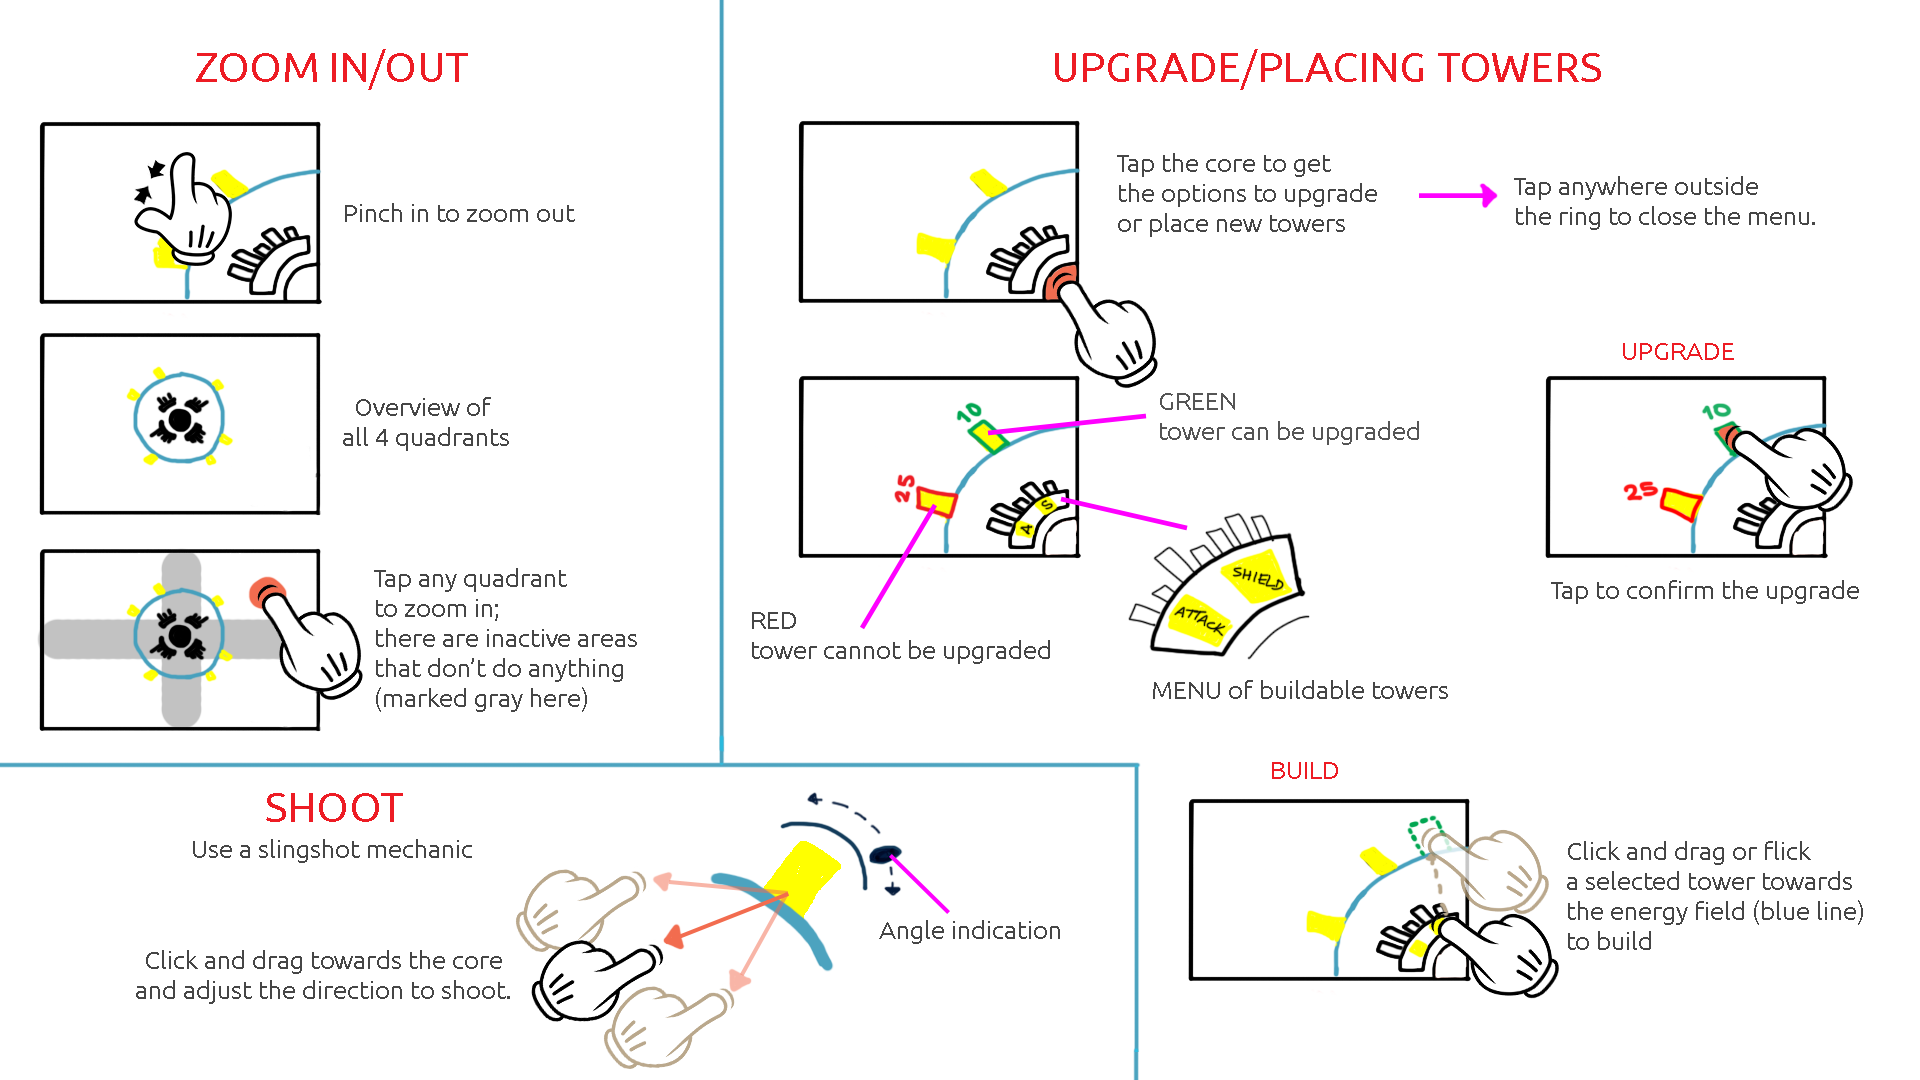 ZOOM IN/OUT
Pinch in to zoom out
Overview of
all 4 quadrants
Tap any quadrant
to zoom in;
there are inactive areas
that don't do anything
(marked gray here)
UPGRADE/PLACING TOWERS
Tap the core to get
the options to upgrade
or place new towers
Tap anywhere outside
the ring to close the menu.
10
25
S
A
GREEN
tower can be upgraded
RED
tower cannot be upgraded
SHIELD
ATTACK
MENU of buildable towers
UPGRADE
10
25
Tap to confirm the upgrade
BUILD
Click and drag or flick
a selected tower towards
the energy field (blue line)
to build
SHOOT
Use a slingshot mechanic
Click and drag towards the core
and adjust the direction to shoot.
Angle indication